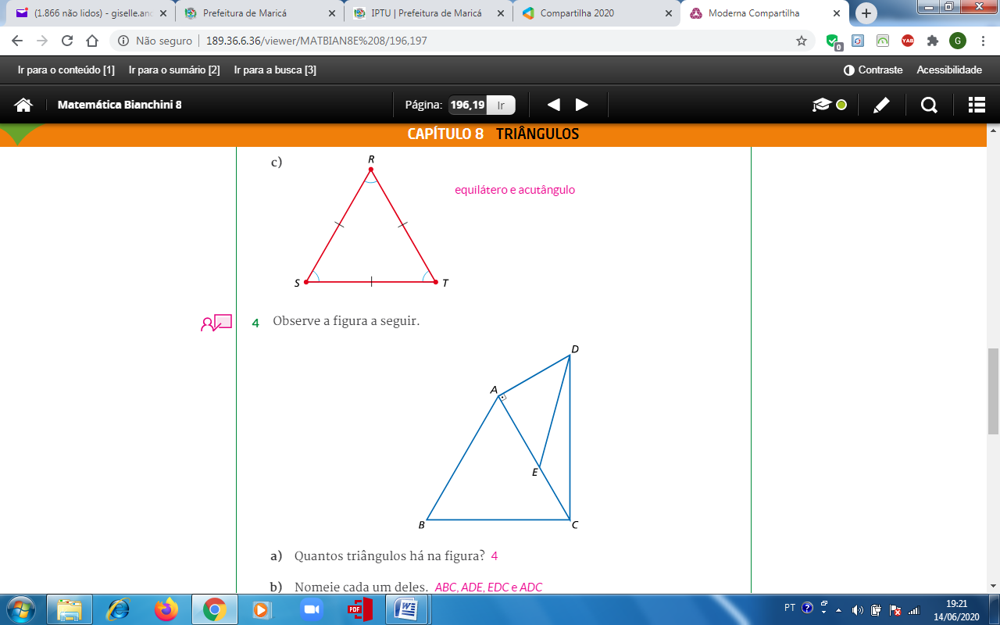 (1.866 não lidos) - giselle.and
Prefeitura de Maricá
IPTU | Prefeitura de Maricá
Compartilha 2020
Moderna Compartilha
Não seguro | 189.36.6.36/viewer/MATBIAN8E%208/196,197
0
YAB
G
Ir para o conteúdo [1] Ir para o sumário [2] Ir para a busca [3]
Contraste Acessibilidade
Matemática Bianchini 8
Página: 196,19 Ir
CAPÍTULO 8 TRIÂNGULOS
c)
R
equilátero e acutângulo
S
T
4 Observe a figura a seguir.
D
A
E
B
C
a) Quantos triângulos há na figura? 4
b) Nomeie cada um deles. ABC, ADE, EDC e ADC
PDF
W
PT
19:21
14/06/2020